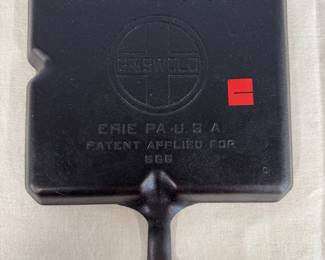 GRISWOLD
ERIE PA. U.S A
PATENT APPLIED FOR
666